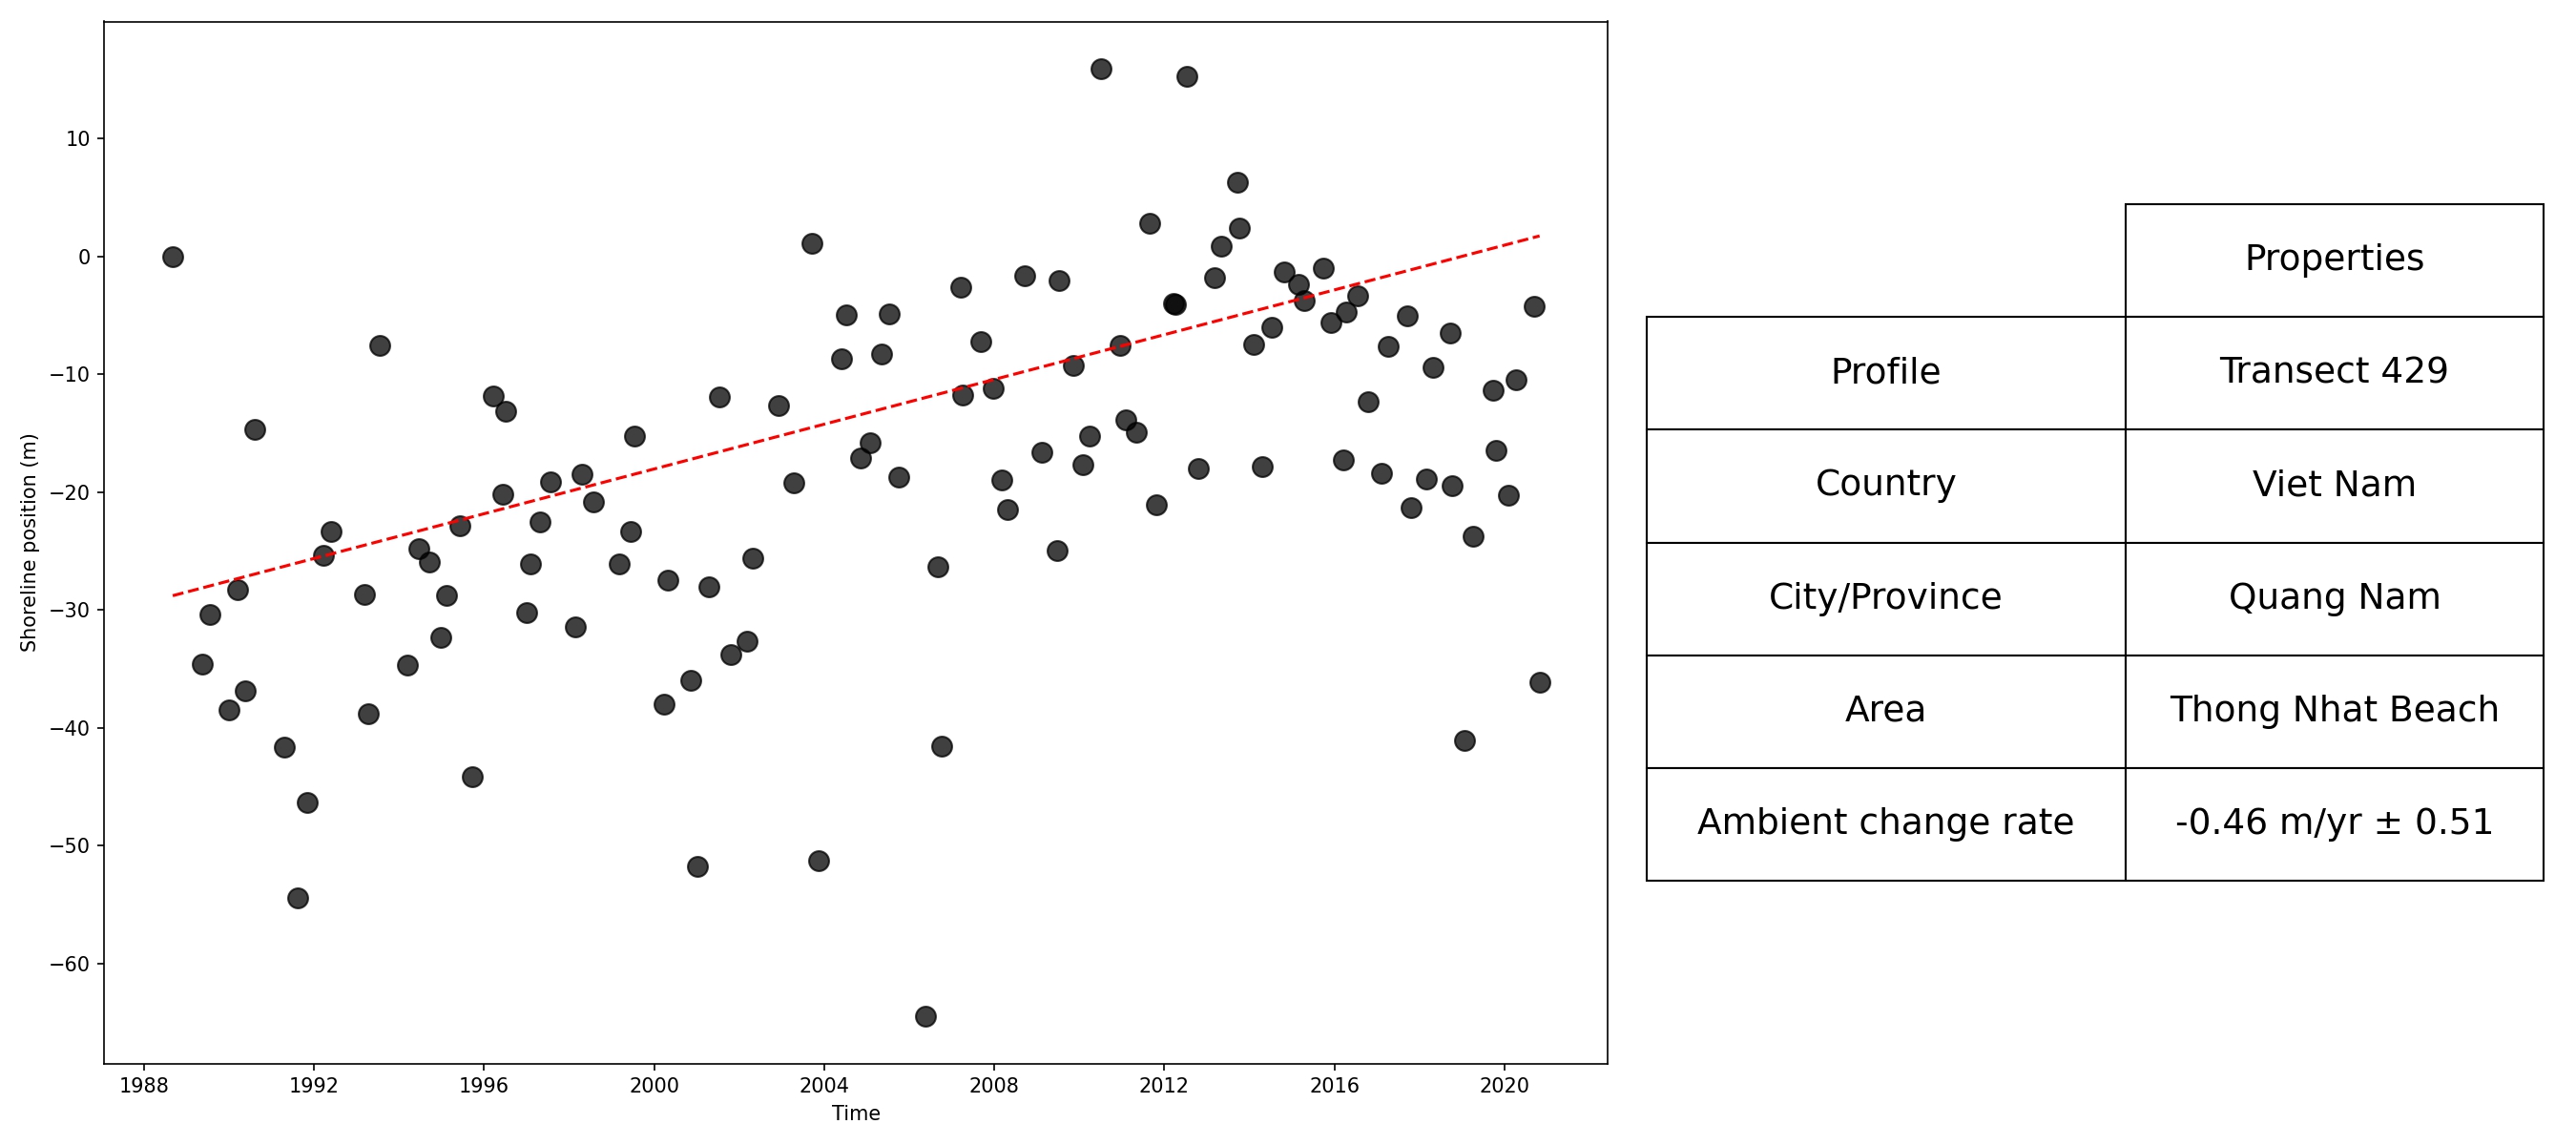 10
0
−10
−20
−30
−40
−50
−60
Shoreline position (m)
1988 1992 1996 2000 2004 2008 2012 2016 2020
Time
Properties
Profile Transect 429
Country Viet Nam
City/Province Quang Nam
Area Thong Nhat Beach
Ambient change rate -0.46 m/yr ± 0.51